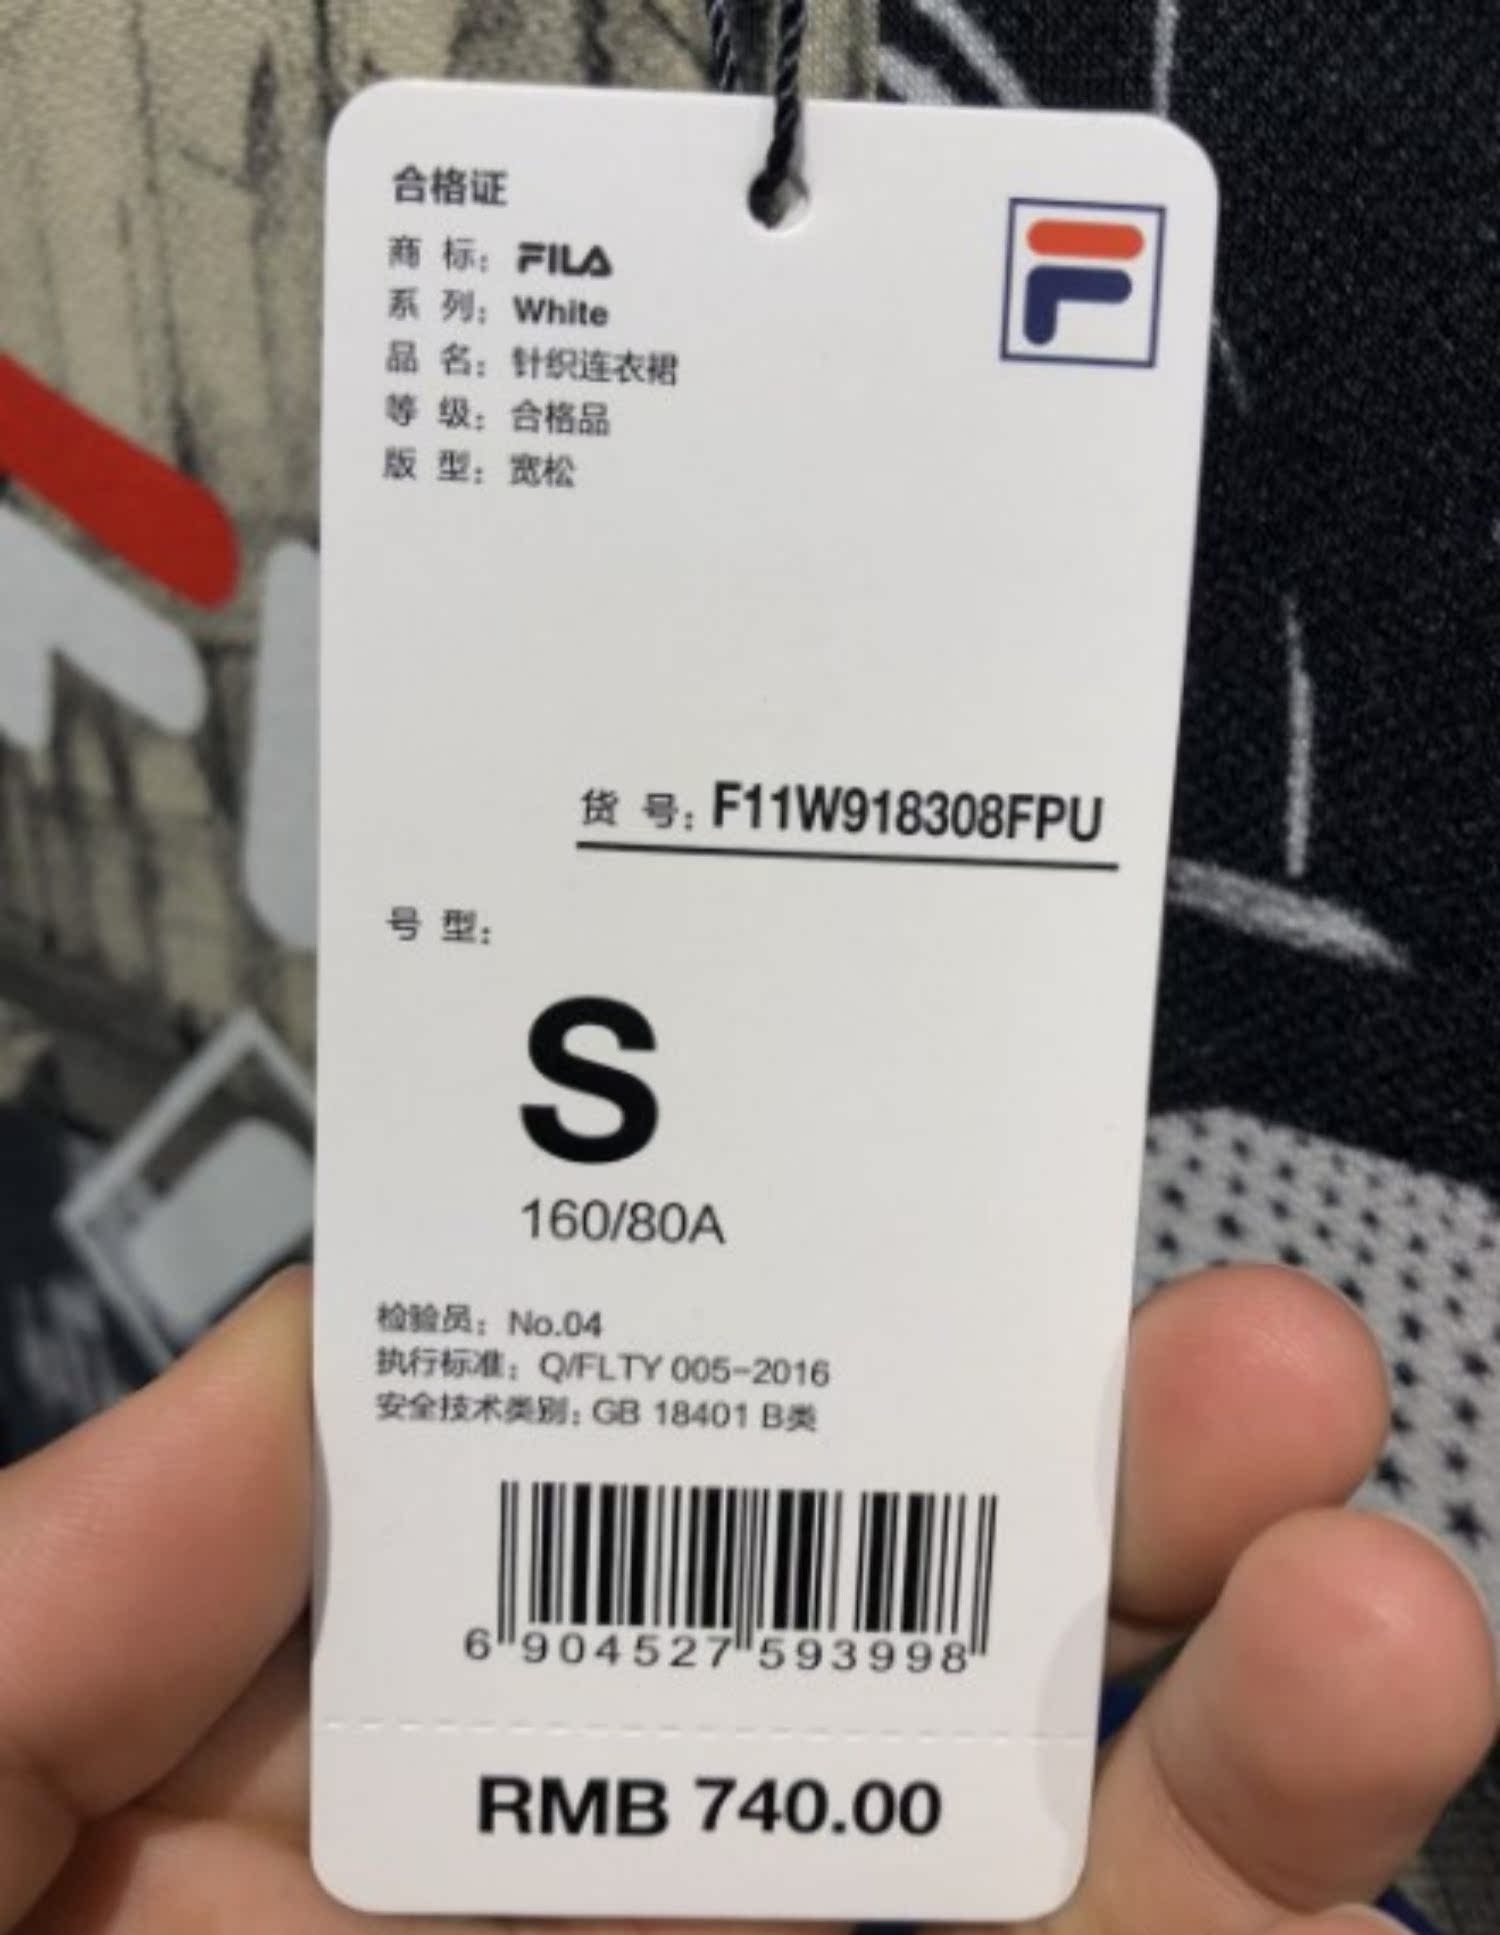 合格证
商 标: FILA
系 列: White
品 名: 针织连衣裙
等 级: 合格品
版 型: 宽松
货 号: F11W918308FPU
号 型:
S
160/80A
检验员: No.04
执行标准: Q/FLTY 005-2016
安全技术类别: GB 18401 B类
6 904527 593998
RMB 740.00